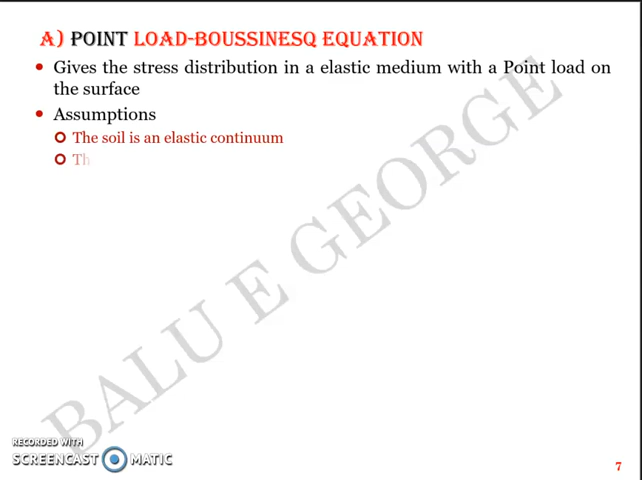 A) POINT LOAD-BOUSSINESQ EQUATION
Gives the stress distribution in a elastic medium with a Point load on
the surface
Assumptions
The soil is an elastic continuum
Th
BALU E GEORGE
RECORDED WITH
SCREENCAST MATIC
7